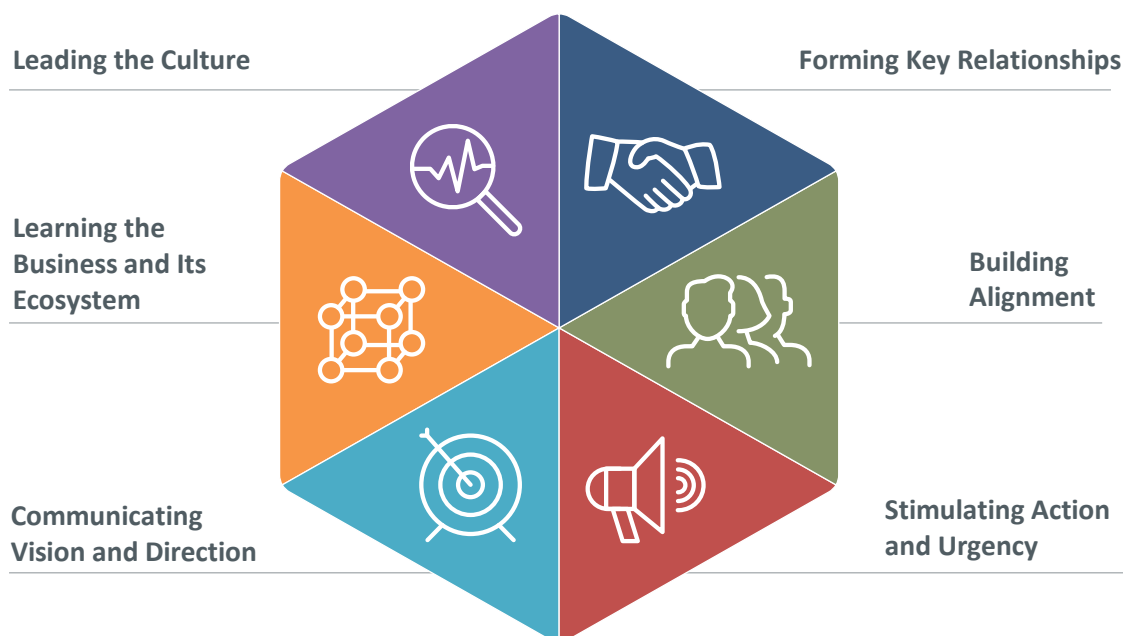 Leading the Culture
Forming Key Relationships
Learning the
Business and Its
Ecosystem
Building
Alignment
Communicating
Vision and Direction
Stimulating Action
and Urgency